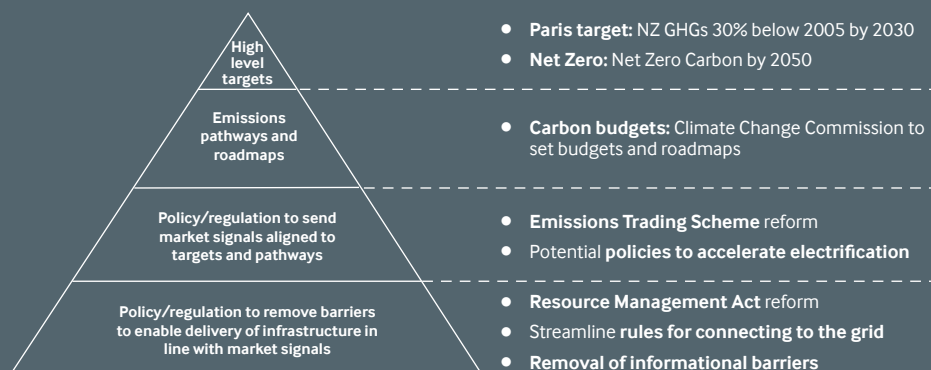 High
level
targets
● Paris target: NZ GHGs 30% below 2005 by 2030
● Net Zero: Net Zero Carbon by 2050
Emissions
pathways and
roadmaps
● Carbon budgets: Climate Change Commission to
set budgets and roadmaps
Policy/regulation to send
market signals aligned to
targets and pathways
● Emissions Trading Scheme reform
● Potential policies to accelerate electrification
Policy/regulation to remove barriers
to enable delivery of infrastructure in
line with market signals
● Resource Management Act reform
● Streamline rules for connecting to the grid
● Removal of informational barriers